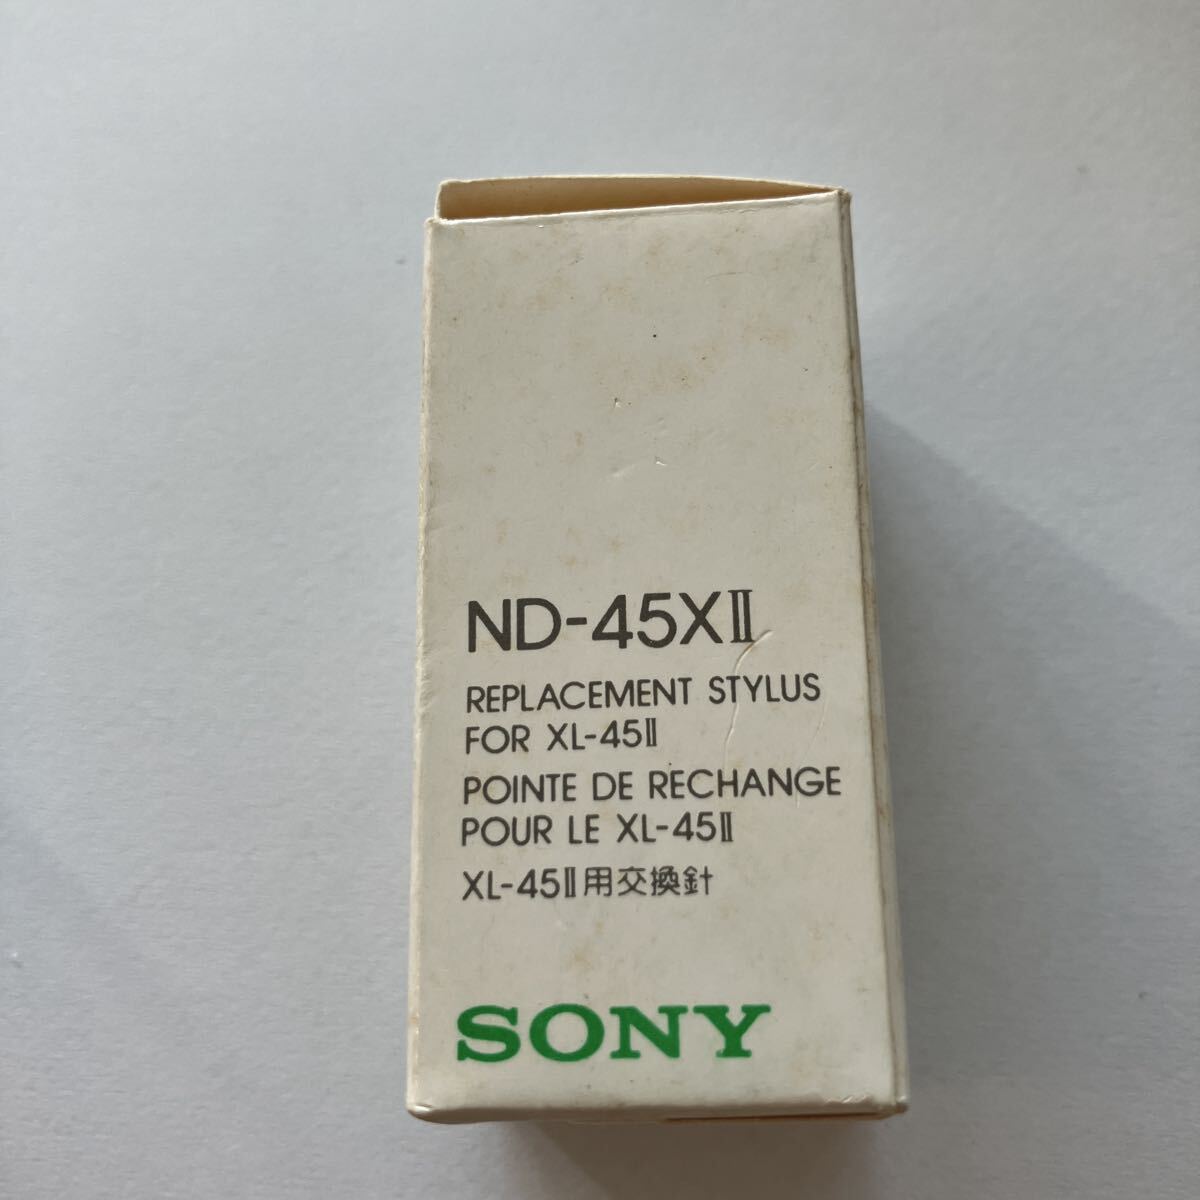 ND-45XⅡ
REPLACEMENT STYLUS
FOR XL-45Ⅱ
POINTE DE RECHANGE
POUR LE XL-45Ⅱ
XL-45Ⅱ用交換針
SONY